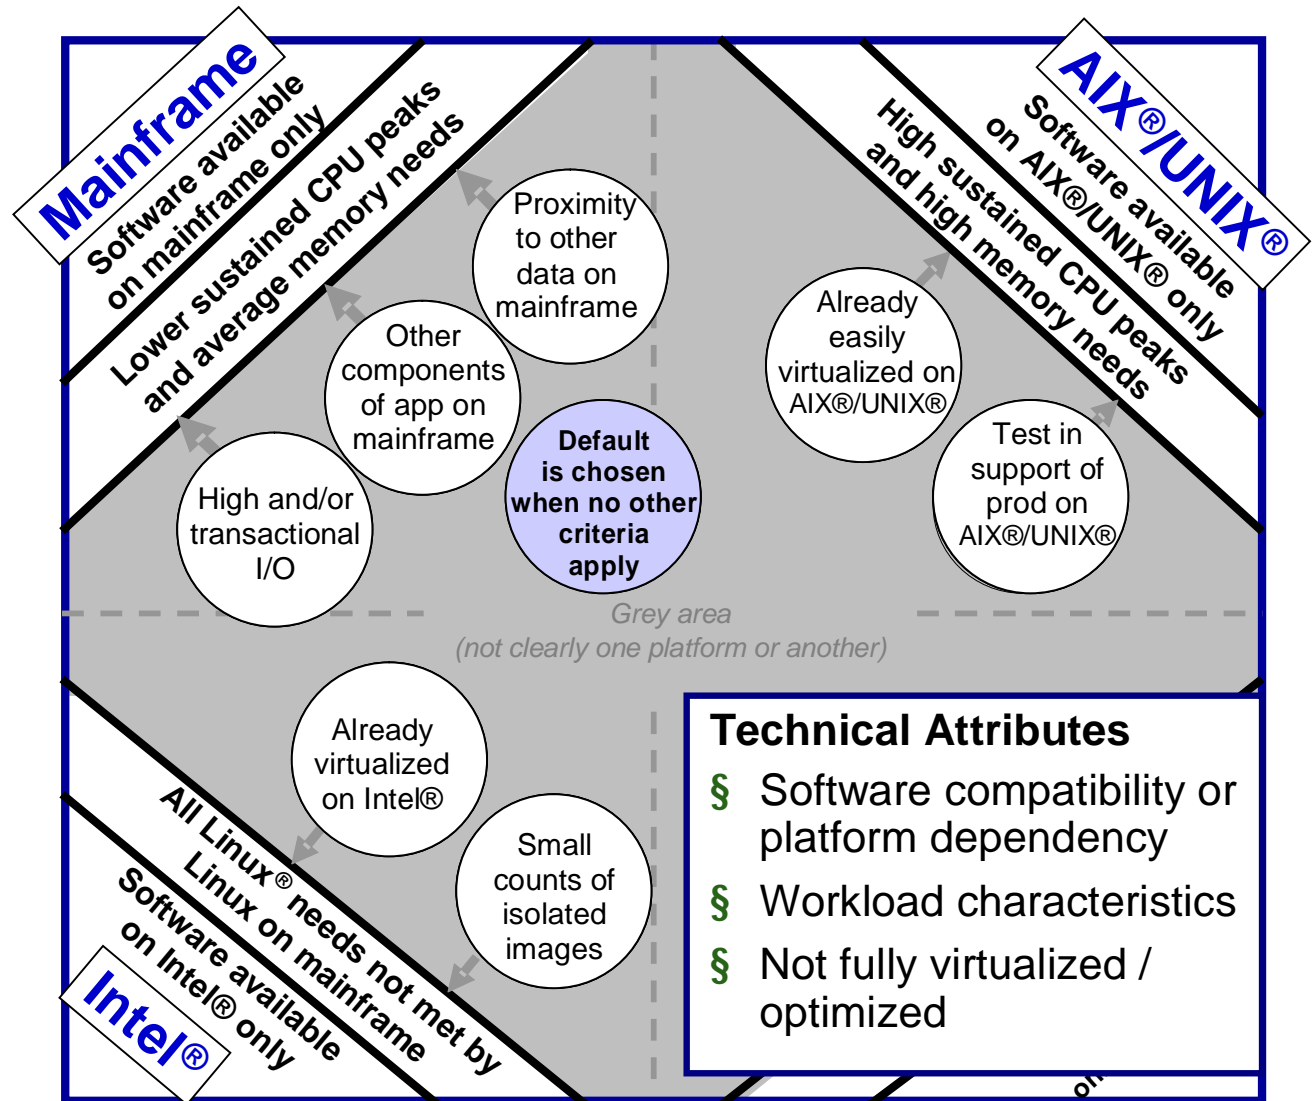 Mainframe
Software available
on mainframe only
Lower sustained CPU peaks
and average memory needs
AIX®/UNIX®
Software available
on AIX®/UNIX® only
High sustained CPU peaks
and high memory needs
Proximity
to other
data on
mainframe
Other
components
of app on
mainframe
High and/or
transactional
I/O
Default
is chosen
when no other
criteria
apply
Already
easily
virtualized on
AIX®/UNIX®
Test in
support of
prod on
AIX®/UNIX®
Grey area
(not clearly one platform or another)
Already
virtualized
on Intel®
Small
counts of
isolated
images
All Linux® needs not met by
Linux on mainframe
Software available
on Intel® only
Intel®
Technical Attributes
§ Software compatibility or
platform dependency
§ Workload characteristics
§ Not fully virtualized /
optimized
on